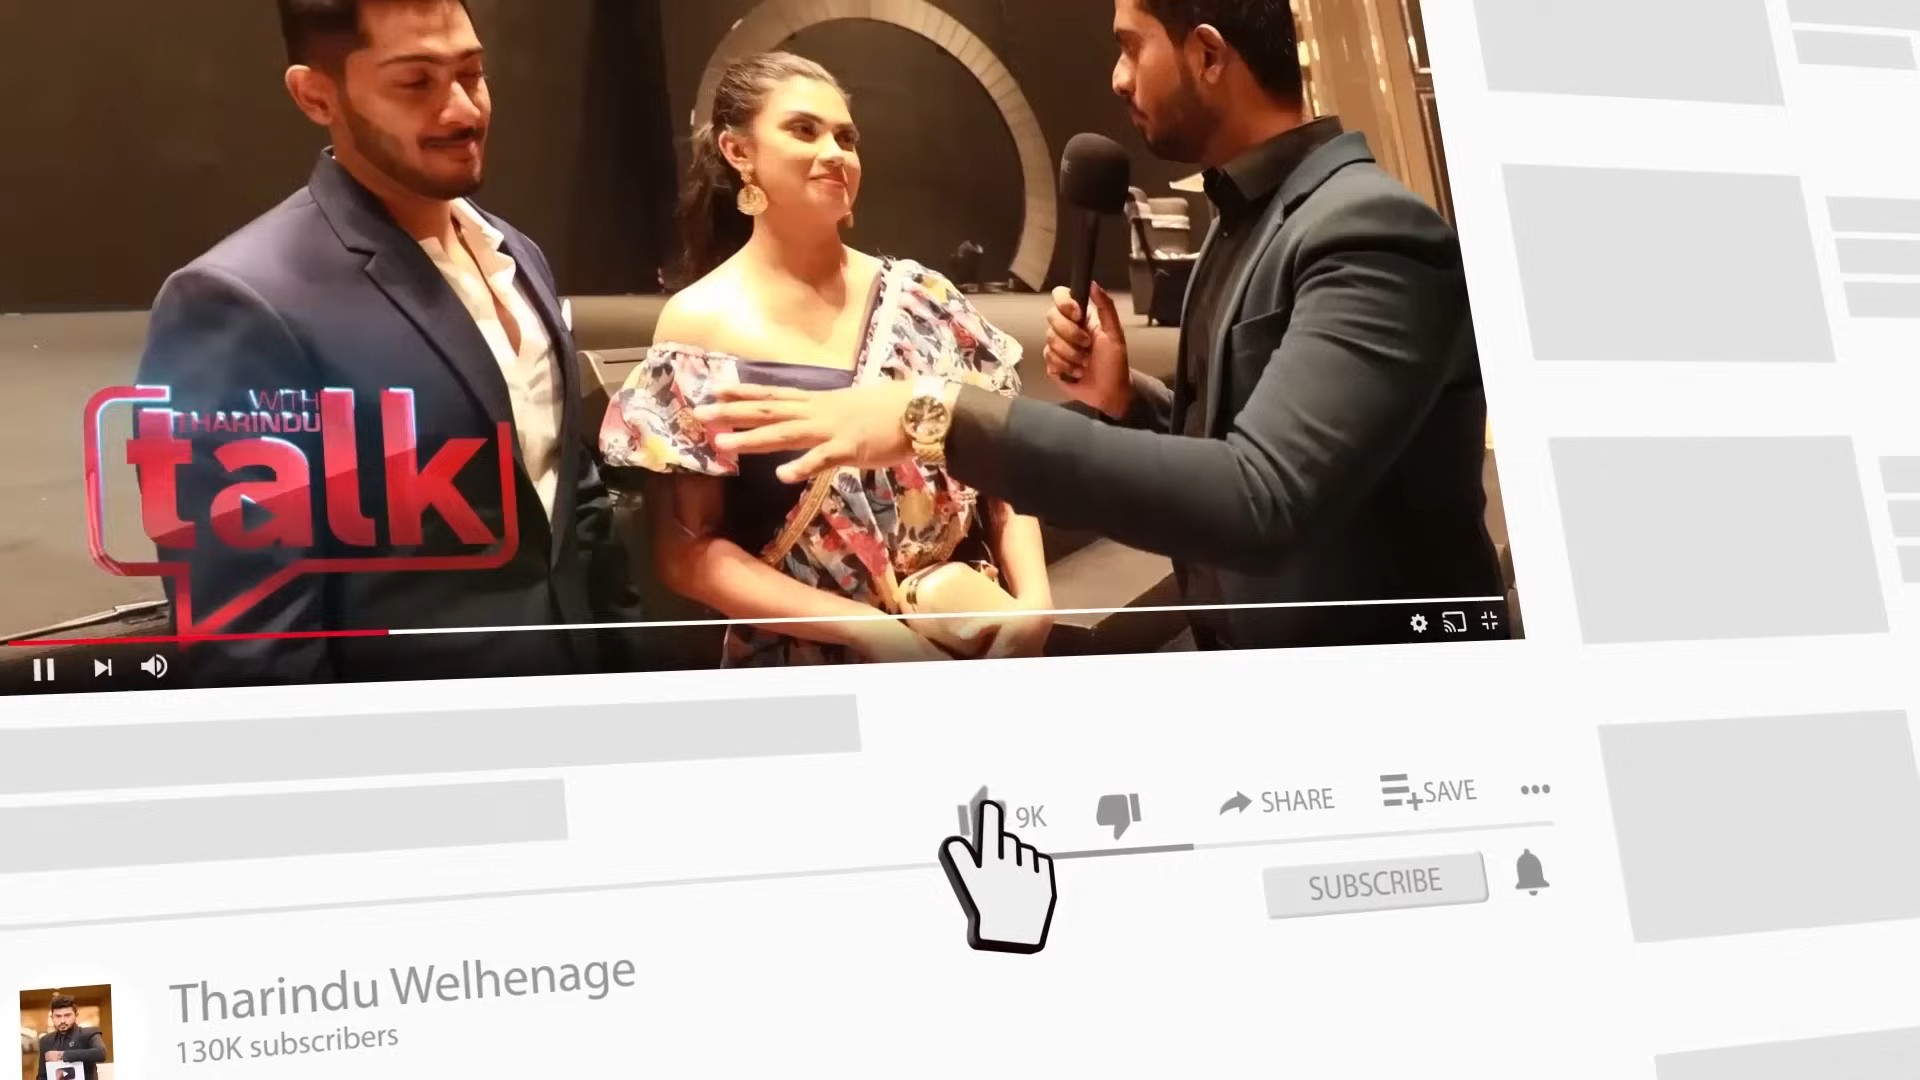 WITH
THARINDU
talk
9K
SHARE
SAVE
SUBSCRIBE
Tharindu Welhenage
130K subscribers